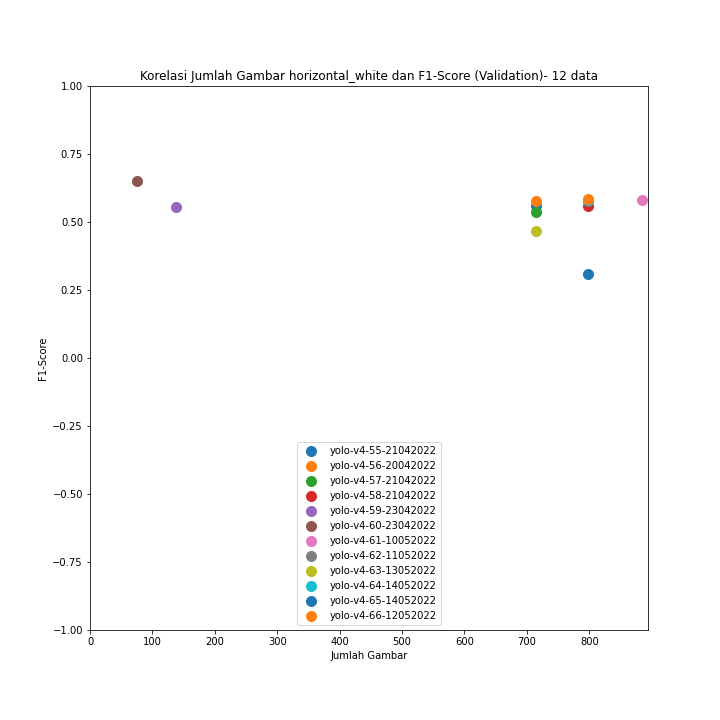 Korelasi Jumlah Gambar horizontal_white dan F1-Score (Validation)- 12 data
1.00
0.75
0.50
0.25
0.00
−0.25
−0.50
−0.75
−1.00
F1-Score
yolo-v4-55-21042022
yolo-v4-56-20042022
yolo-v4-57-21042022
yolo-v4-58-21042022
yolo-v4-59-23042022
yolo-v4-60-23042022
yolo-v4-61-10052022
yolo-v4-62-11052022
yolo-v4-63-13052022
yolo-v4-64-14052022
yolo-v4-65-14052022
yolo-v4-66-12052022
0 100 200 300 400 500 600 700 800
Jumlah Gambar